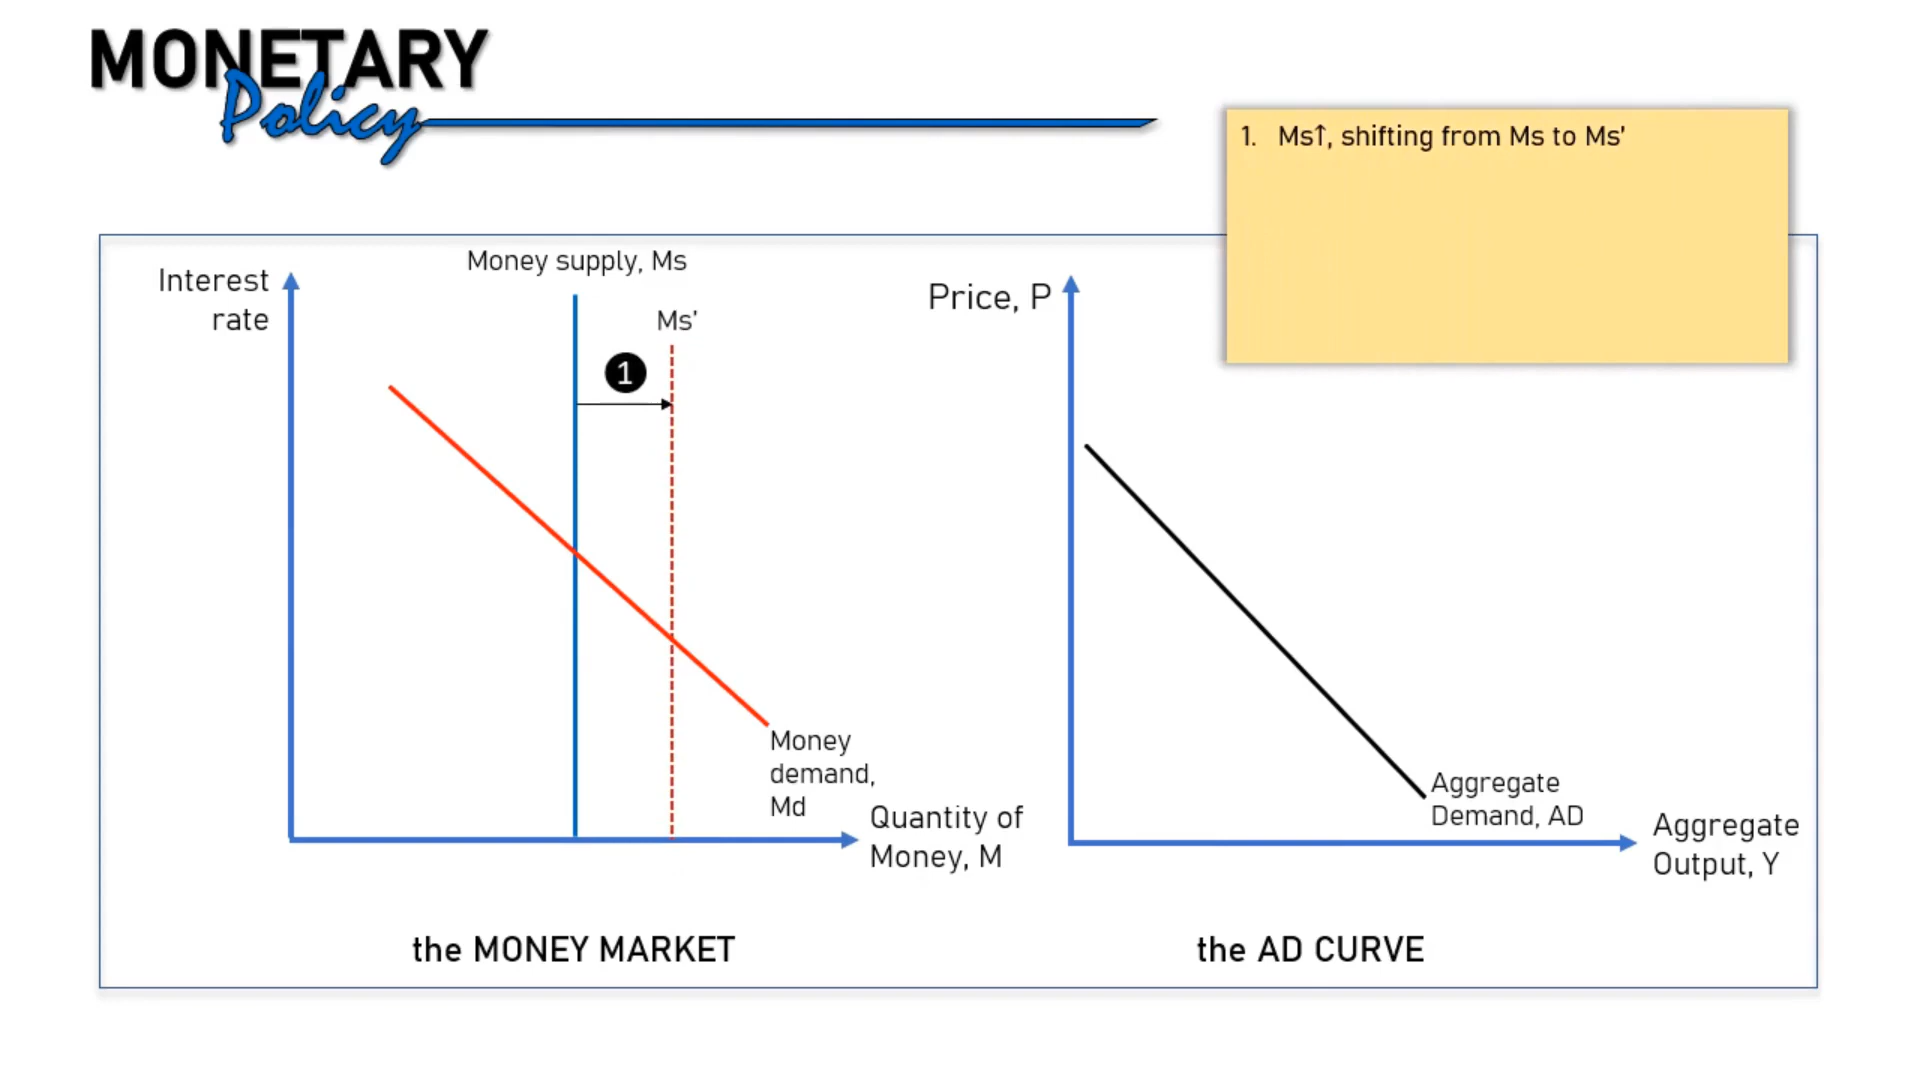 MONETARY
Policy
1. Ms↑, shifting from Ms to Ms'
Money supply, Ms
Interest
rate
Ms'
1
Money
demand,
Md
Quantity of
Money, M
the MONEY MARKET
Price, P
Aggregate
Demand, AD
Aggregate
Output, Y
the AD CURVE